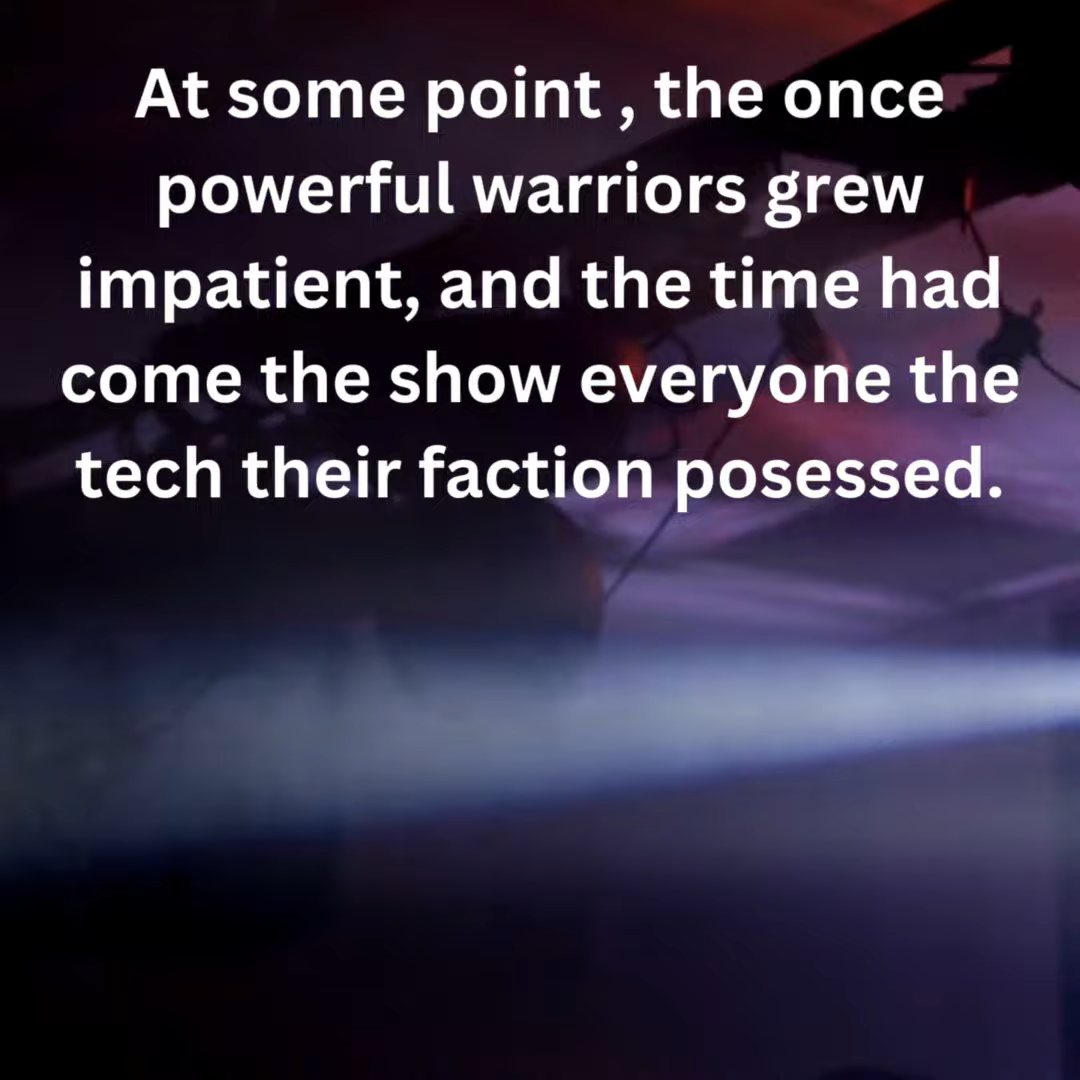 At some point , the once
powerful warriors grew
impatient, and the time had
come the show everyone the
tech their faction posessed.